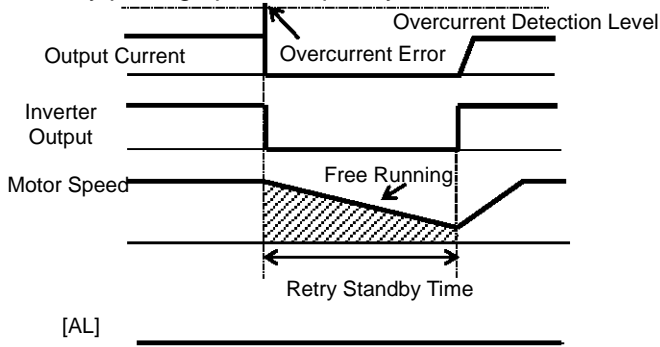 Overcurrent Detection Level
Output Current
Overcurrent Error
Inverter
Output
Motor Speed
Free Running
Retry Standby Time
[AL]